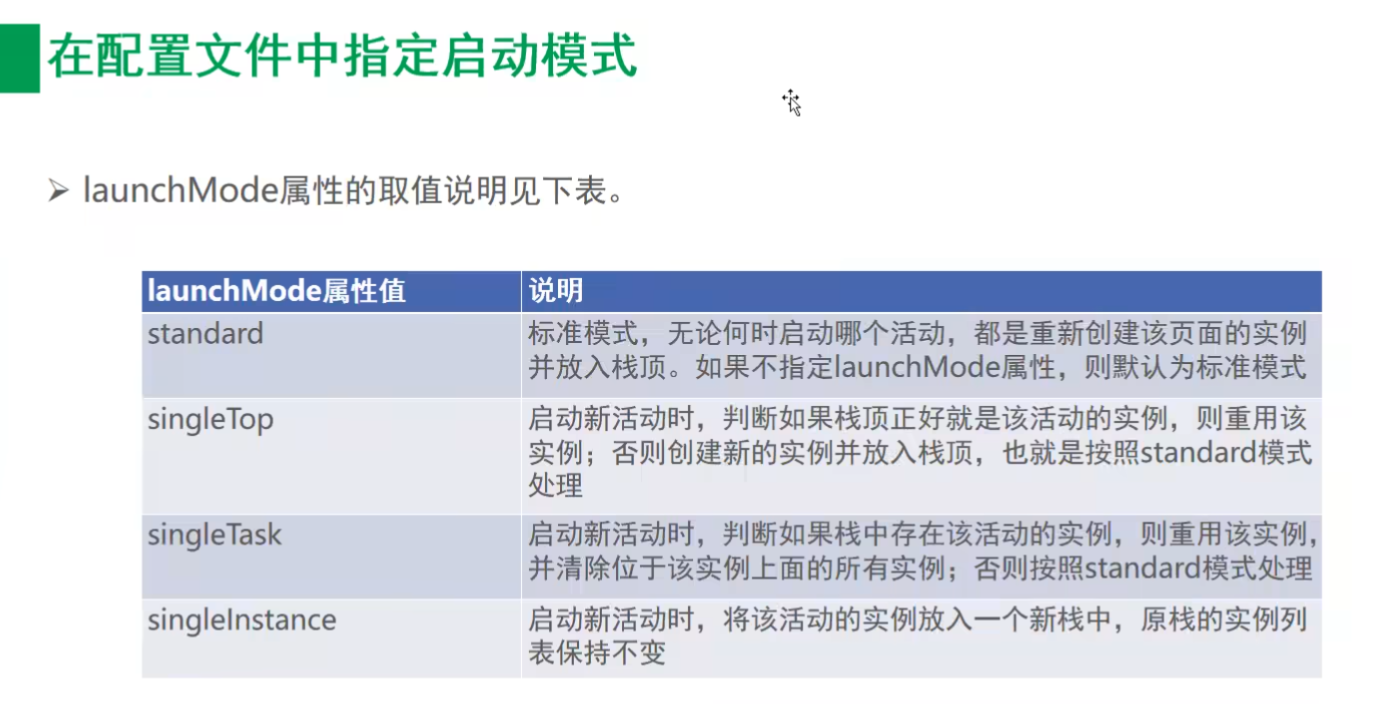 在配置文件中指定启动模式
launchMode属性的取值说明见下表。
launchMode属性值
说明
standard
标准模式，无论何时启动哪个活动，都是重新创建该页面的实例
并放入栈顶。如果不指定launchMode属性，则默认为标准模式
singleTop
启动新活动时，判断如果栈顶正好就是该活动的实例，则重用该
实例；否则创建新的实例并放入栈顶，也就是按照standard模式
处理
singleTask
启动新活动时，判断如果栈中存在该活动的实例，则重用该实例，
并清除位于该实例上面的所有实例；否则按照standard模式处理
singleInstance
启动新活动时，将该活动的实例放入一个新栈中，原栈的实例列
表保持不变